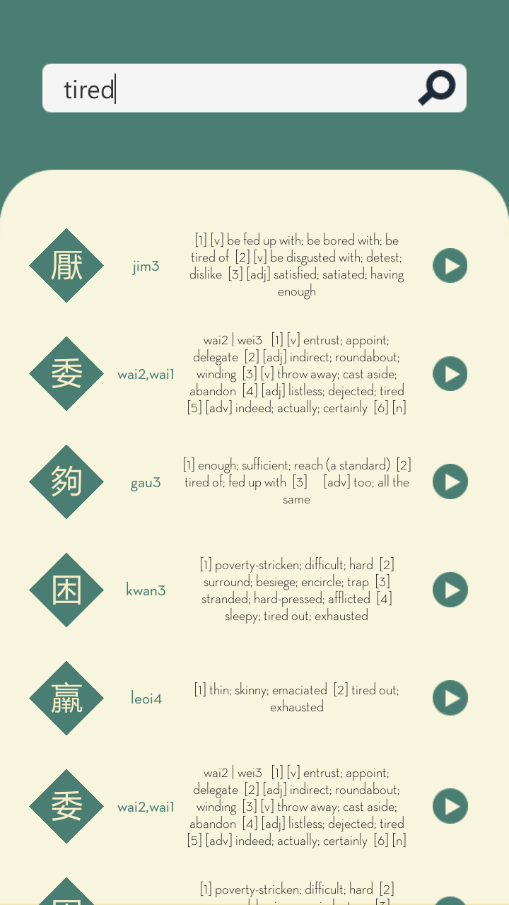 tired
厭
jim3
[1] [v] be fed up with; be bored with; be
tired of [2] [v] be disgusted with; detest;
dislike [3] [adj] satisfied; satiated; having
enough
委
wai2,wai1
wai2 | wei3 [1] [v] entrust; appoint;
delegate [2] [adj] indirect; roundabout;
winding [3] [v] throw away; cast aside;
abandon [4] [adj] listless; dejected; tired
[5] [adv] indeed; actually; certainly [6] [n]
夠
gau3
[1] enough; sufficient; reach (a standard) [2]
tired of; fed up with [3] [adv] too; all the
same
困
kwan3
[1] poverty-stricken; difficult; hard [2]
surround; besiege; encircle; trap [3]
stranded; hard-pressed; afflicted [4]
sleepy; tired out; exhausted
羸
leoi4
[1] thin; skinny; emaciated [2] tired out;
exhausted
委
wai2,wai1
wai2 | wei3 [1] [v] entrust; appoint;
delegate [2] [adj] indirect; roundabout;
winding [3] [v] throw away; cast aside;
abandon [4] [adj] listless; dejected; tired
[5] [adv] indeed; actually; certainly [6] [n]
[1] poverty-stricken; difficult; hard [2]